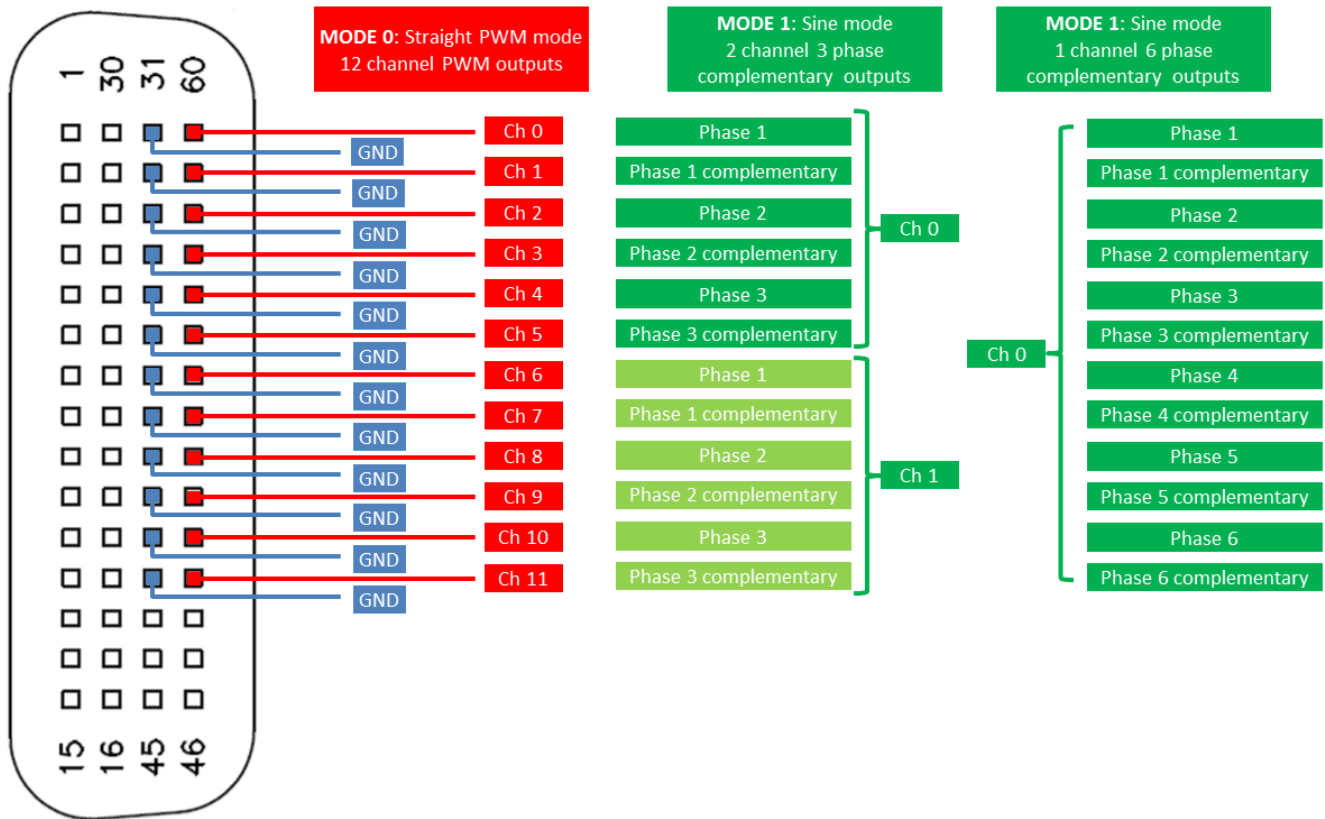 1 30 31 60
MODE 0: Straight PWM mode
12 channel PWM outputs
MODE 1: Sine mode
2 channel 3 phase
complementary outputs
MODE 1: Sine mode
1 channel 6 phase
complementary outputs
Ch 0
GND
Ch 1
GND
Ch 2
GND
Ch 3
GND
Ch 4
GND
Ch 5
GND
Ch 6
GND
Ch 7
GND
Ch 8
GND
Ch 9
GND
Ch 10
GND
Ch 11
GND
Phase 1
Phase 1 complementary
Phase 2
Phase 2 complementary
Phase 3
Phase 3 complementary
Ch 0
Phase 1
Phase 1 complementary
Phase 2
Phase 2 complementary
Phase 3
Phase 3 complementary
Ch 1
Ch 0
Phase 1
Phase 1 complementary
Phase 2
Phase 2 complementary
Phase 3
Phase 3 complementary
Phase 4
Phase 4 complementary
Phase 5
Phase 5 complementary
Phase 6
Phase 6 complementary
15 16 45 46